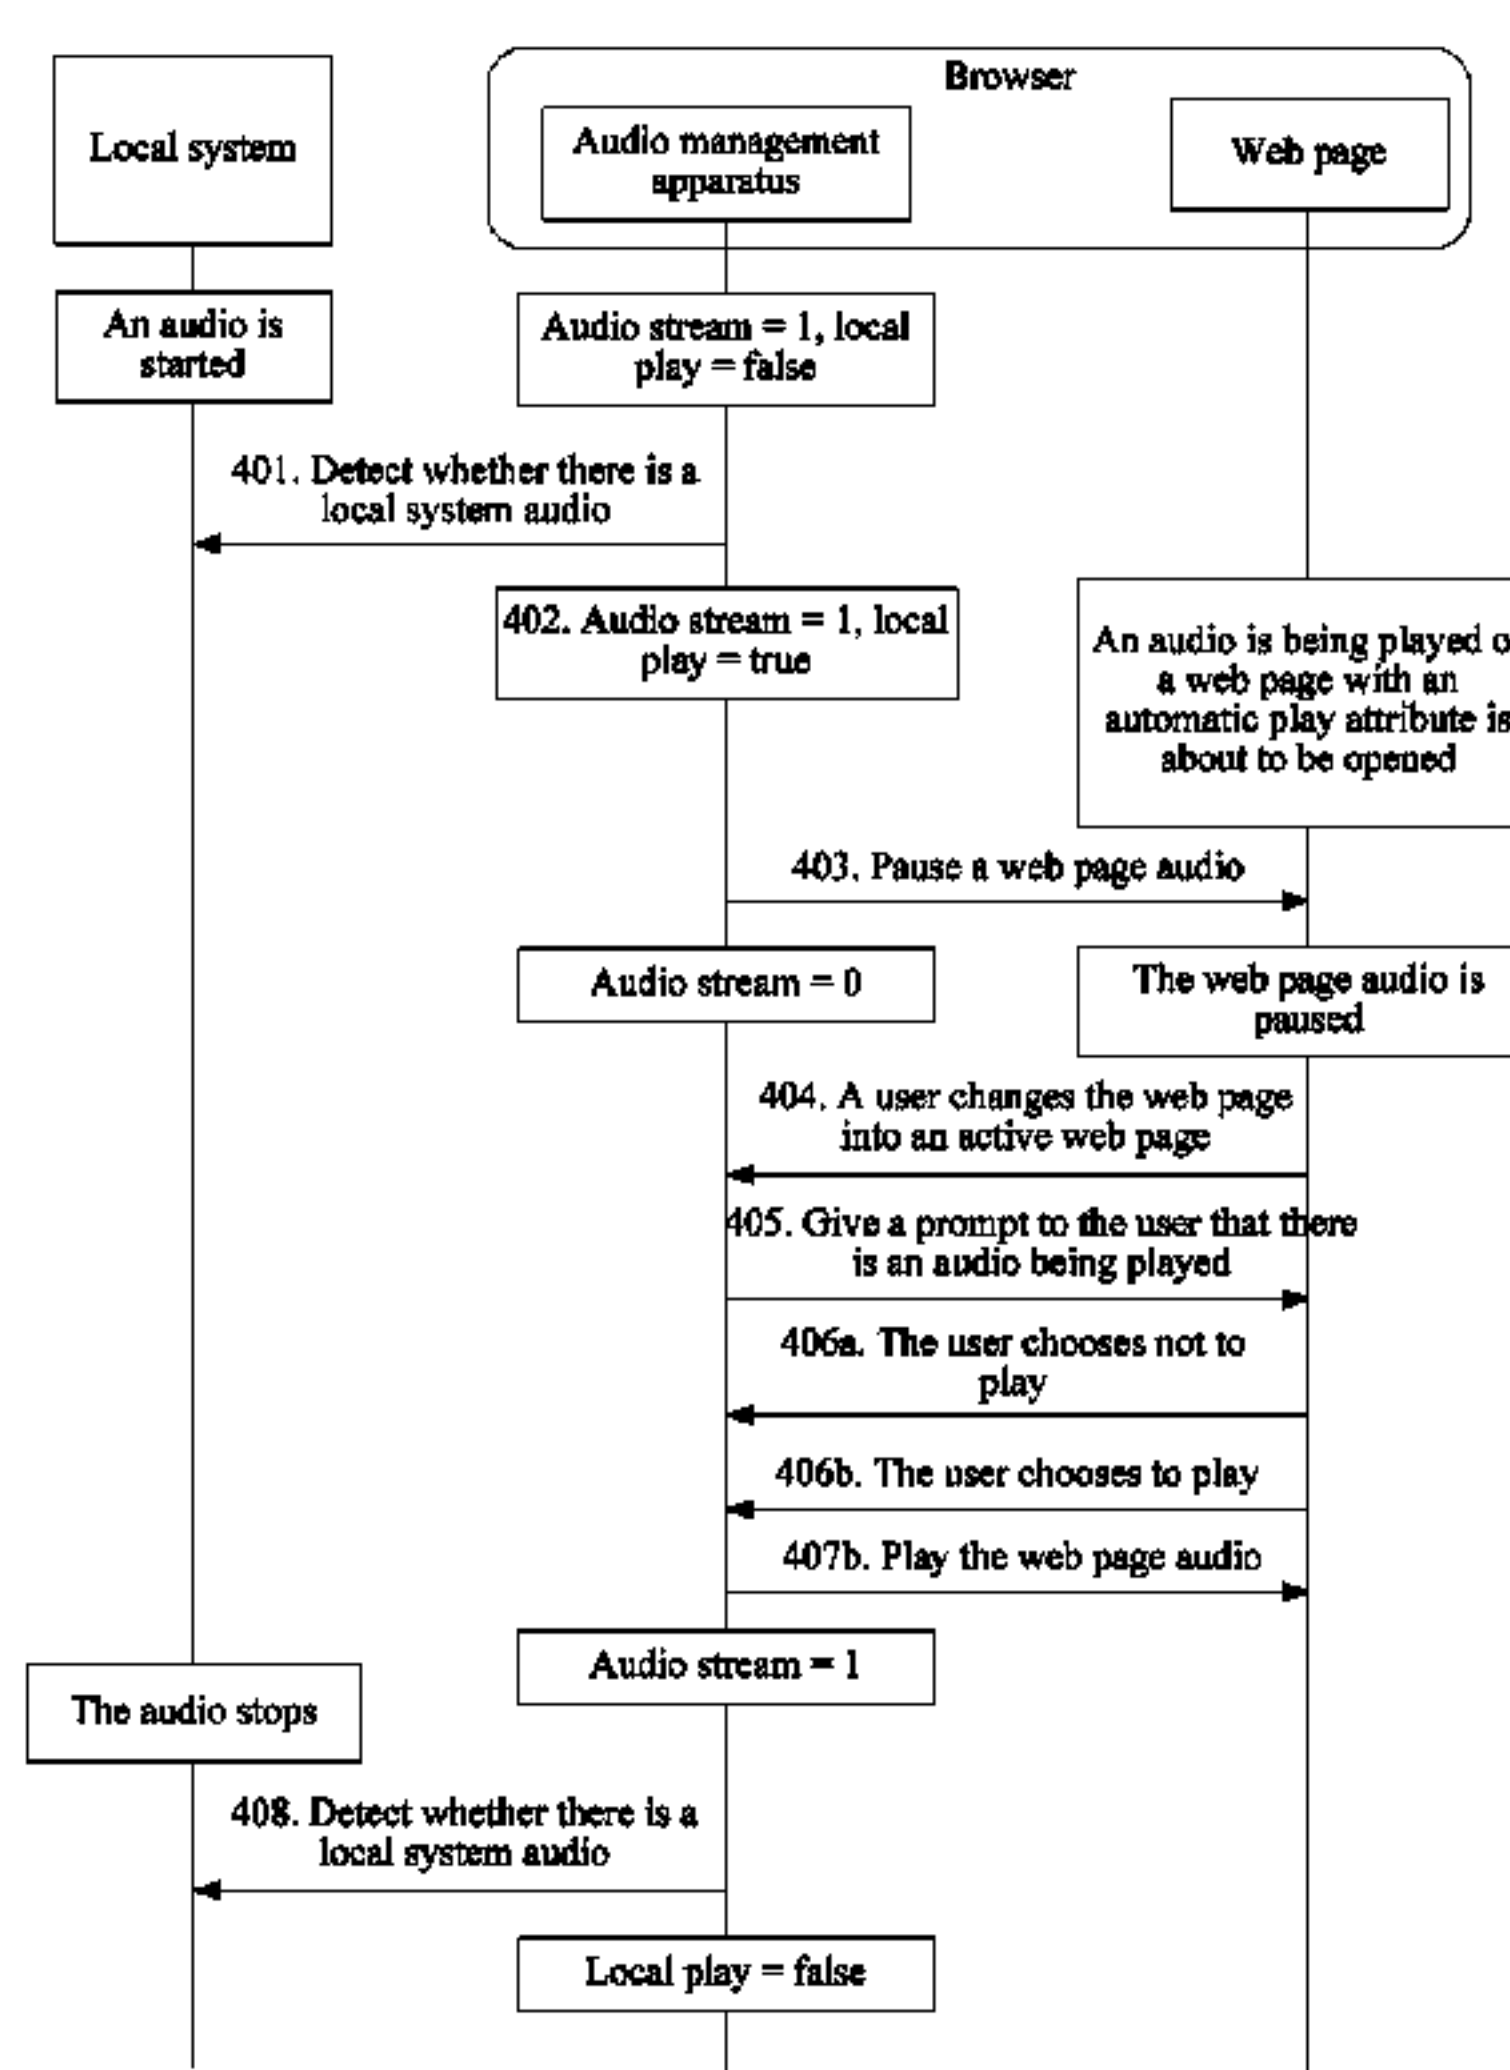 Browser
Local system
Audio management
apparatus
Web page
An audio is
started
Audio stream = 1, local
play = false
401. Detect whether there is a
local system audio
402. Audio stream = 1, local
play = true
An audio is being played o
a web page with an
automatic play attribute is
about to be opened
403. Pause a web page audio
Audio stream = 0
The web page audio is
paused
404. A user changes the web page
into an active web page
405. Give a prompt to the user that there
is an audio being played
406a. The user chooses not to
play
406b. The user chooses to play
407b. Play the web page audio
Audio stream = 1
The audio stops
408. Detect whether there is a
local system audio
Local play = false